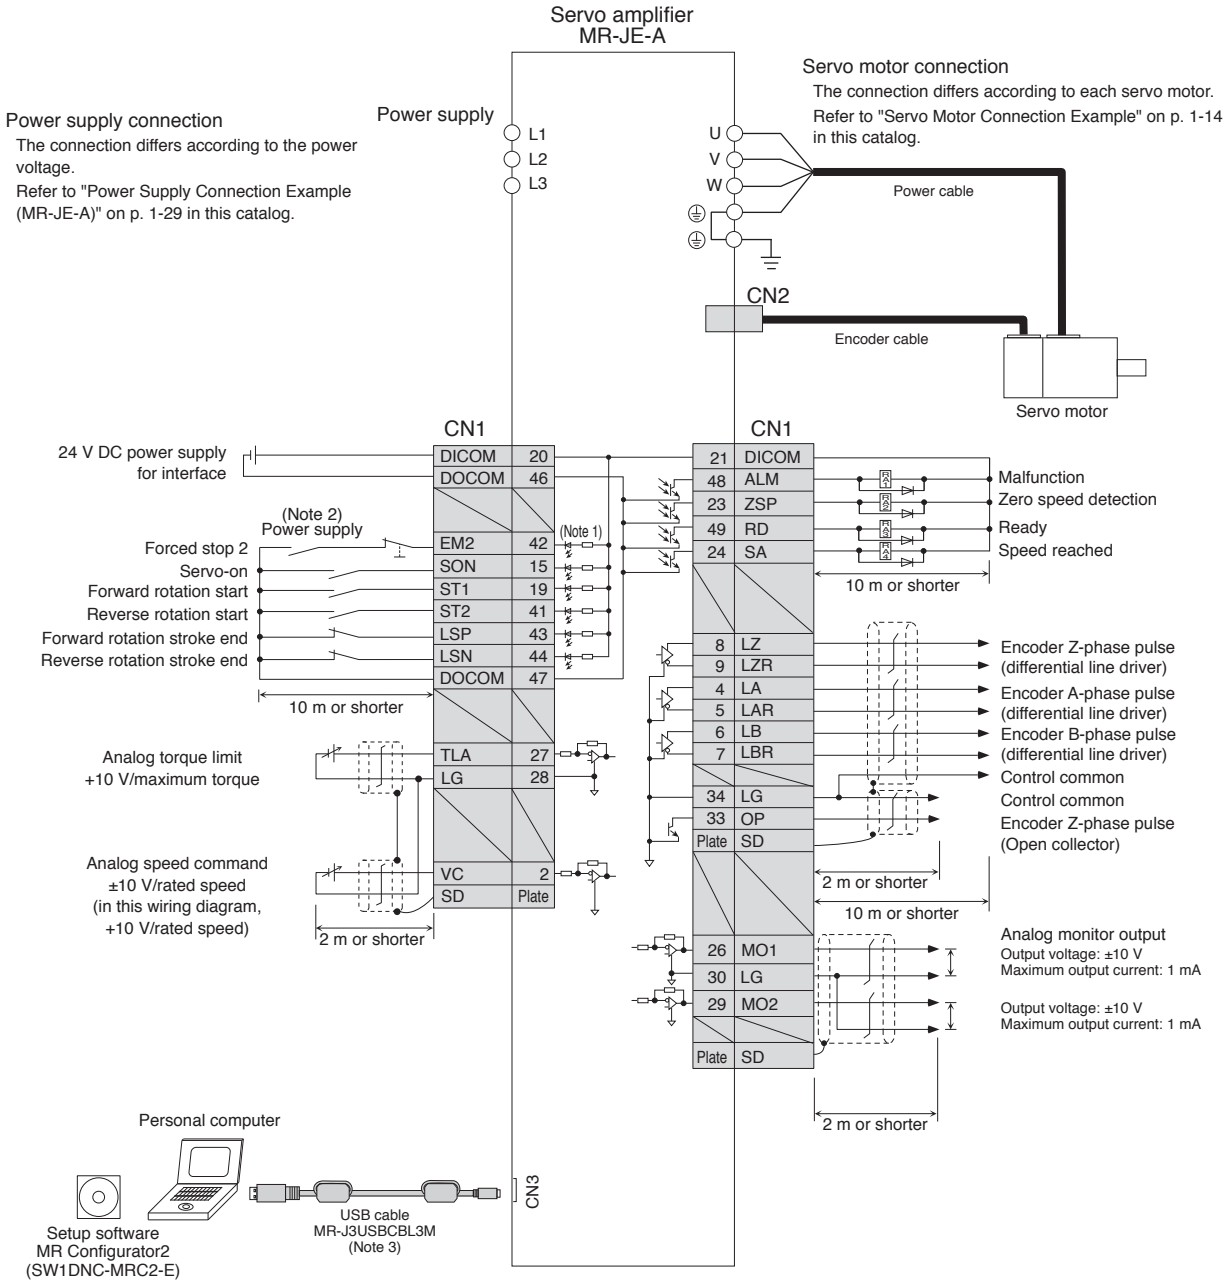 Servo amplifier
MR-JE-A
Power supply connection
The connection differs according to the power
voltage.
Refer to "Power Supply Connection Example
(MR-JE-A)" on p. 1-29 in this catalog.
Power supply
L1
L2
L3
Servo motor connection
The connection differs according to each servo motor.
Refer to "Servo Motor Connection Example" on p. 1-14
in this catalog.
U
V
W
Power cable
CN2
Encoder cable
Servo motor
24 V DC power supply
for interface
(Note 2)
Power supply
Forced stop 2
Servo-on
Forward rotation start
Reverse rotation start
Forward rotation stroke end
Reverse rotation stroke end
10 m or shorter
Analog torque limit
+10 V/maximum torque
Analog speed command
±10 V/rated speed
(in this wiring diagram,
+10 V/rated speed)
2 m or shorter
CN1
DICOM 20
DOCOM 46
EM2 42
SON 15
ST1 19
ST2 41
LSP 43
LSN 44
DOCOM 47
TLA 27
LG 28
VC 2
SD Plate
(Note 1)
CN1
21 DICOM
48 ALM
23 ZSP
49 RD
24 SA
8 LZ
9 LZR
4 LA
5 LAR
6 LB
7 LBR
34 LG
33 OP
Plate SD
26 MO1
30 LG
29 MO2
Plate SD
RA1
RA2
RA3
RA4
Malfunction
Zero speed detection
Ready
Speed reached
10 m or shorter
Encoder Z-phase pulse
(differential line driver)
Encoder A-phase pulse
(differential line driver)
Encoder B-phase pulse
(differential line driver)
Control common
Control common
Encoder Z-phase pulse
(Open collector)
2 m or shorter
10 m or shorter
Analog monitor output
Output voltage: ±10 V
Maximum output current: 1 mA
Output voltage: ±10 V
Maximum output current: 1 mA
2 m or shorter
Personal computer
Setup software
MR Configurator2
(SW1DNC-MRC2-E)
USB cable
MR-J3USBCBL3M
(Note 3)
CN3